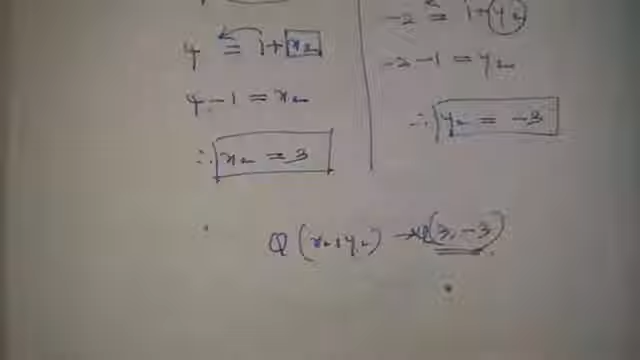 4 = 1+x₂
4-1 = x₂
∴ x₂ = 3
-2 = 1+y₂
-2-1 = y₂
∴ y₂ = -3
Q (x₂, y₂) → (3, -3)